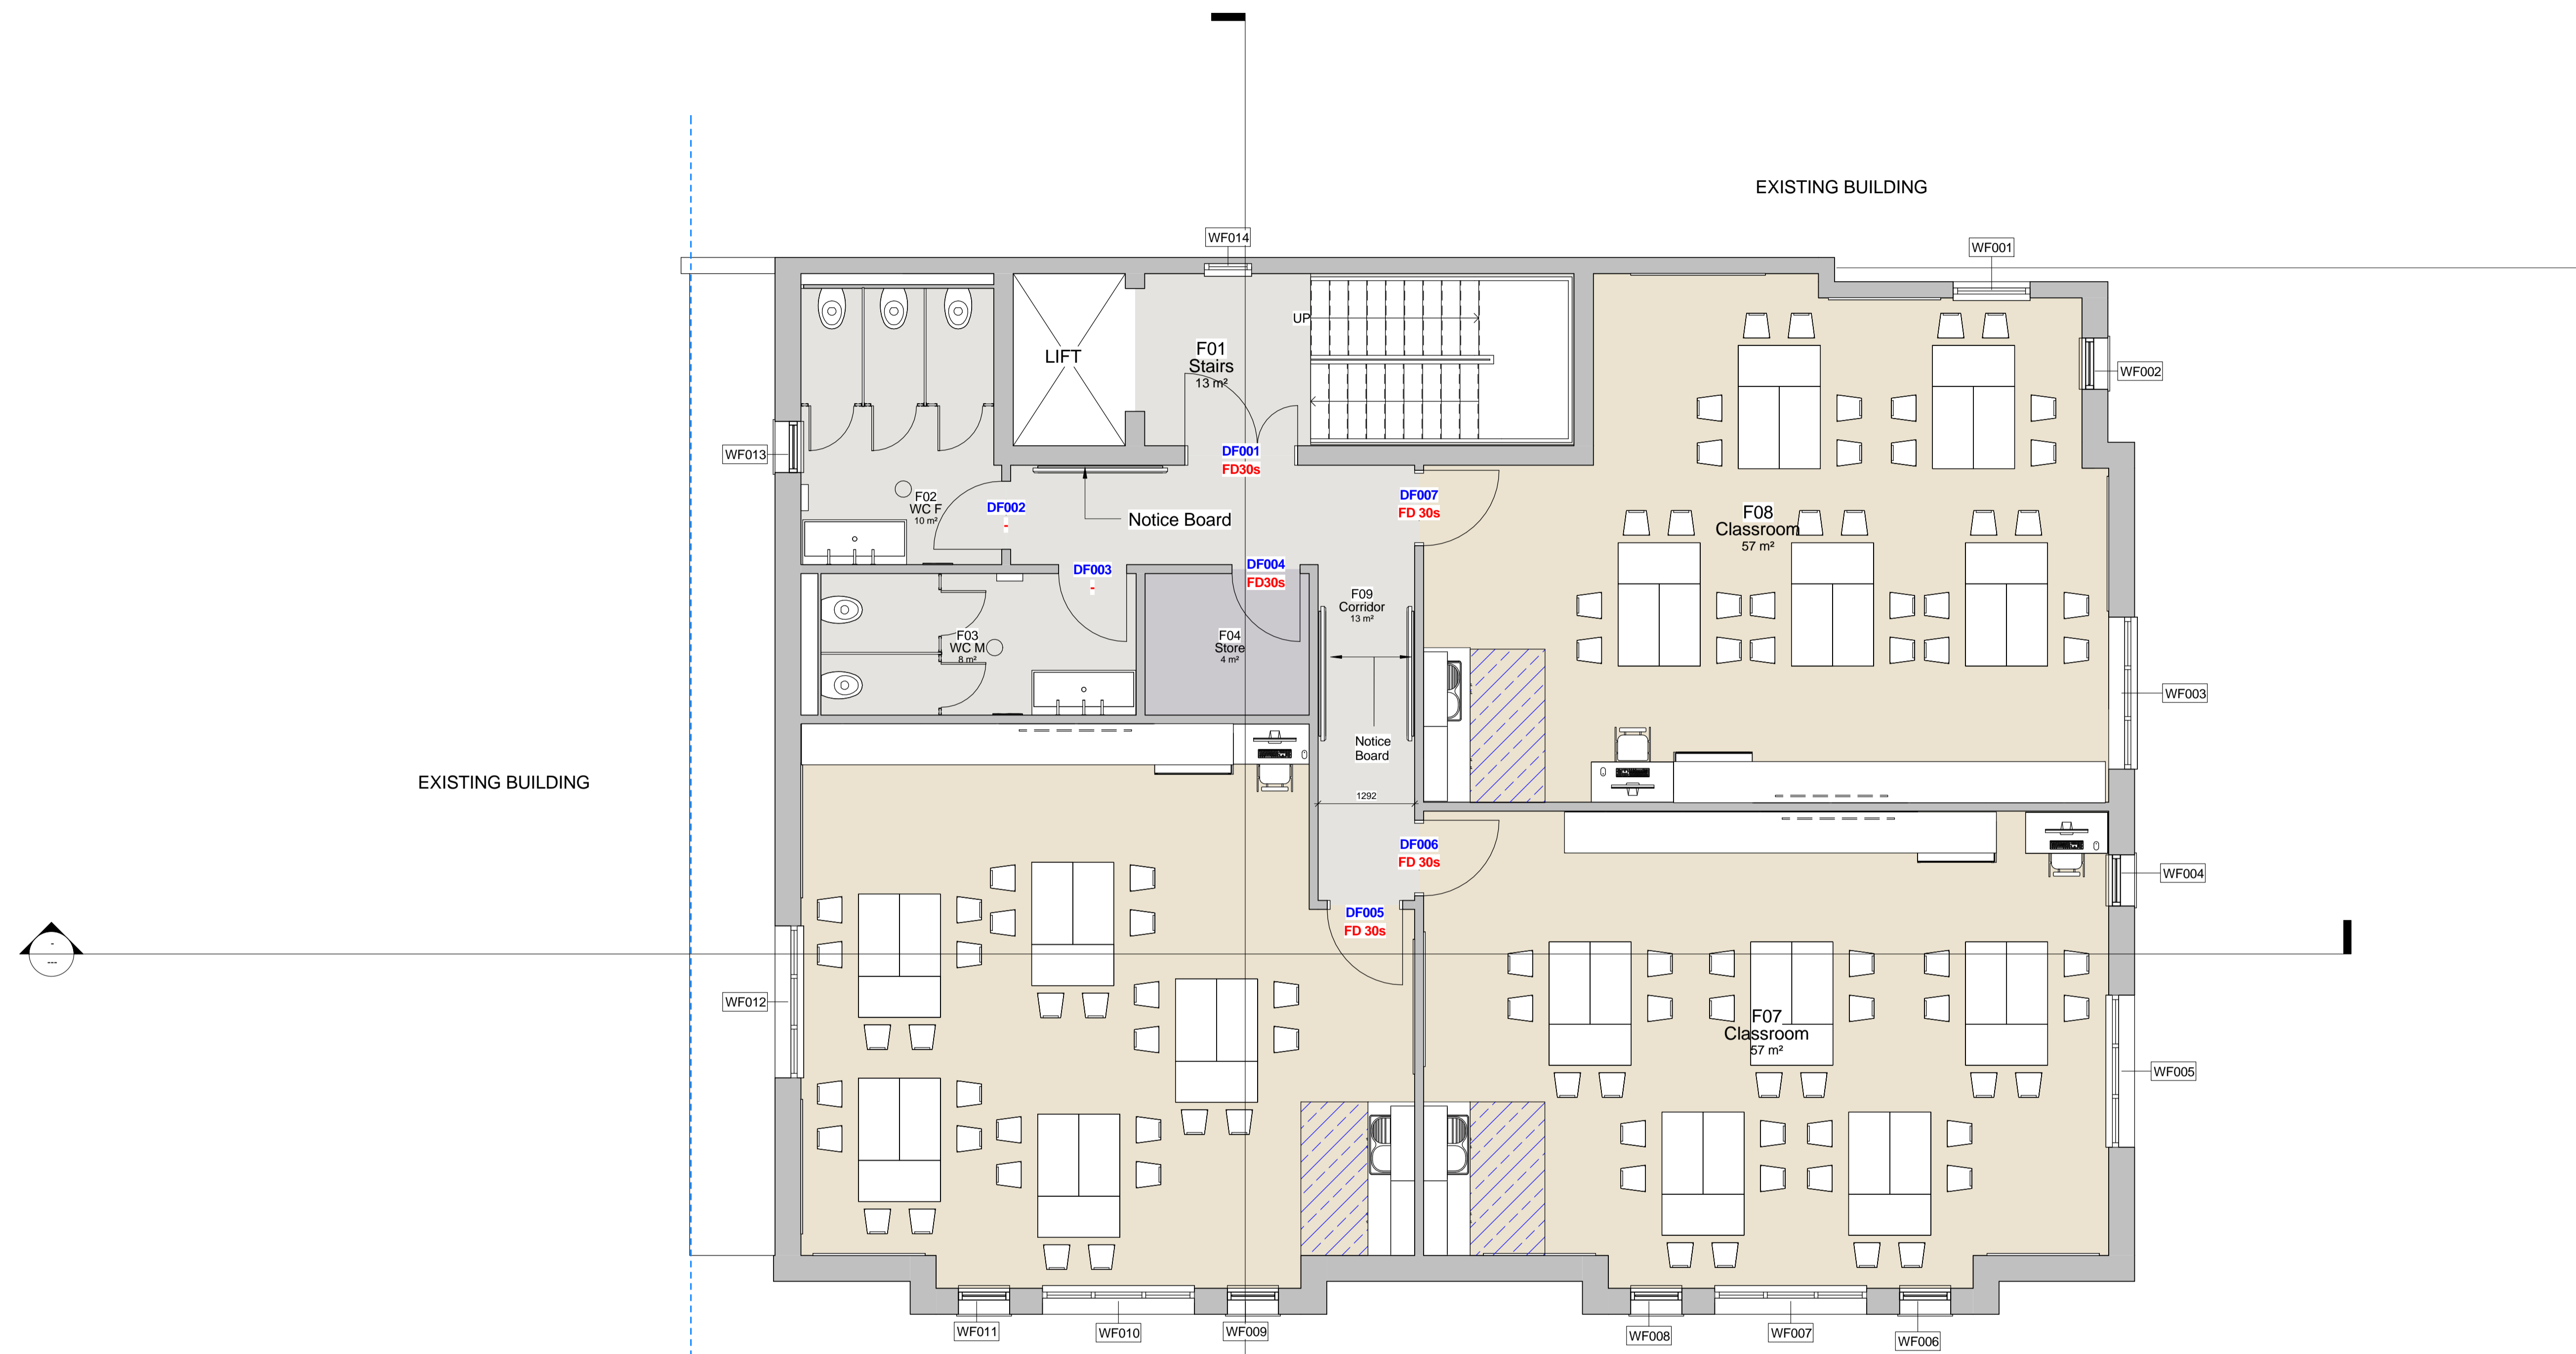 EXISTING BUILDING
WF014
WF001
UP
LIFT
F01
Stairs
13 m²
WF002
WF013
DF001
FD30s
F02
WC F
10 m²
DF002
-
Notice Board
DF007
FD 30s
F08
Classroom
57 m²
DF003
-
DF004
FD30s
F09
Corridor
13 m²
F03
WC M
8 m²
F04
Store
4 m²
WF003
Notice
Board
EXISTING BUILDING
1292
DF006
FD 30s
WF004
DF005
FD 30s
-
---
WF012
F07
Classroom
57 m²
WF005
WF011
WF010
WF009
WF008
WF007
WF006